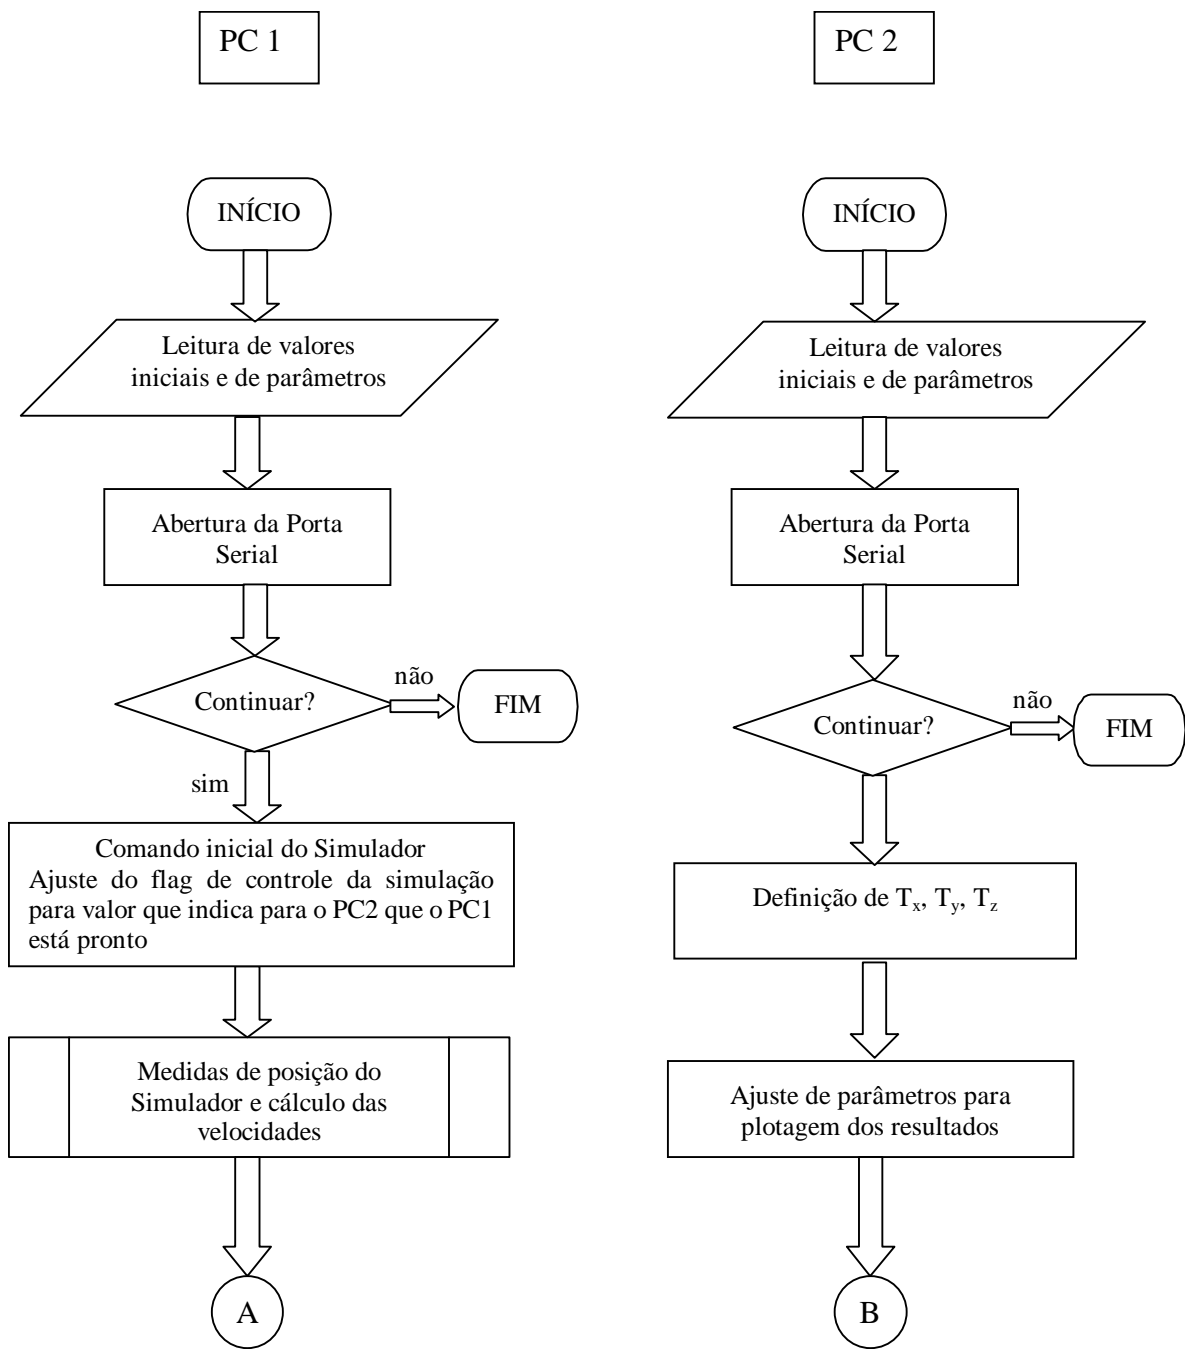 PC 1
INÍCIO
Leitura de valores
iniciais e de parâmetros
Abertura da Porta
Serial
Continuar?
não
FIM
sim
Comando inicial do Simulador
Ajuste do flag de controle da simulação
para valor que indica para o PC2 que o PC1
está pronto
Medidas de posição do
Simulador e cálculo das
velocidades
A
PC 2
INÍCIO
Leitura de valores
iniciais e de parâmetros
Abertura da Porta
Serial
Continuar?
não
FIM
Definição de Tx, Ty, Tz
Ajuste de parâmetros para
plotagem dos resultados
B